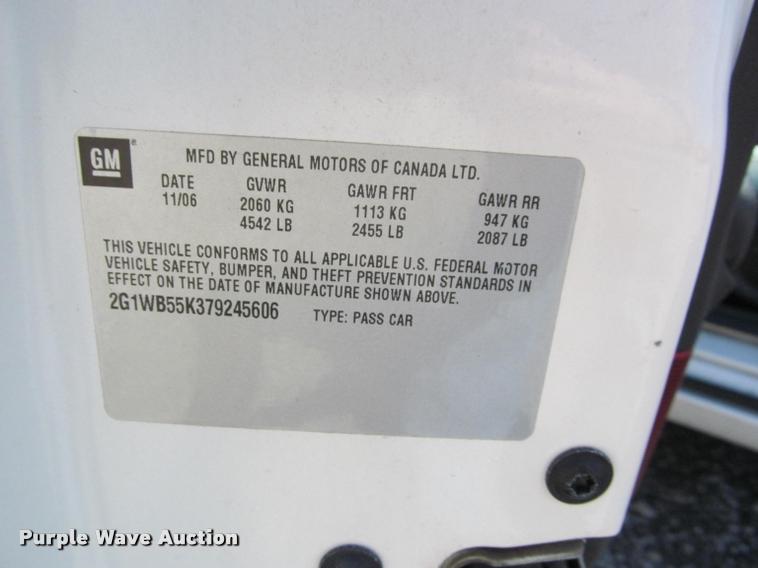 GM
MFD BY GENERAL MOTORS OF CANADA LTD.
DATE GVWR GAWR FRT GAWR RR
11/06 2060 KG 1113 KG 947 KG
4542 LB 2455 LB 2087 LB
THIS VEHICLE CONFORMS TO ALL APPLICABLE U.S. FEDERAL MOTOR
VEHICLE SAFETY, BUMPER, AND THEFT PREVENTION STANDARDS IN
EFFECT ON THE DATE OF MANUFACTURE SHOWN ABOVE.
2G1WB55K379245606 TYPE: PASS CAR
Purple Wave Auction